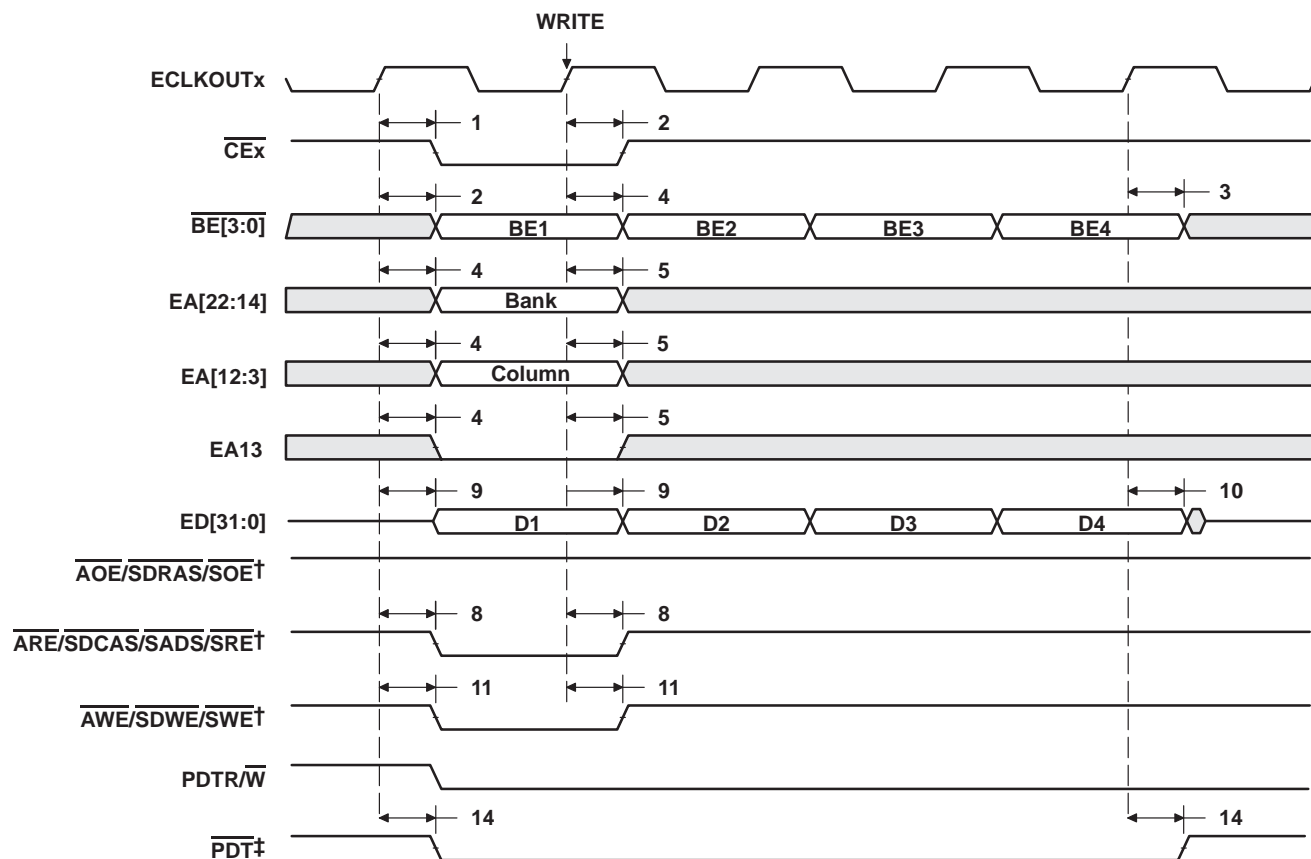 WRITE
ECLKOUTx
1 2
CEx
2 4 3
BE[3:0] BE1 BE2 BE3 BE4
4 5
EA[22:14] Bank
4 5
EA[12:3] Column
4 5
EA13
9 9 10
ED[31:0] D1 D2 D3 D4
AOE/SDRAS/SOE†
8 8
ARE/SDCAS/SADS/SRE†
11 11
AWE/SDWE/SWE†
PDTR/W
14 14
PDT‡